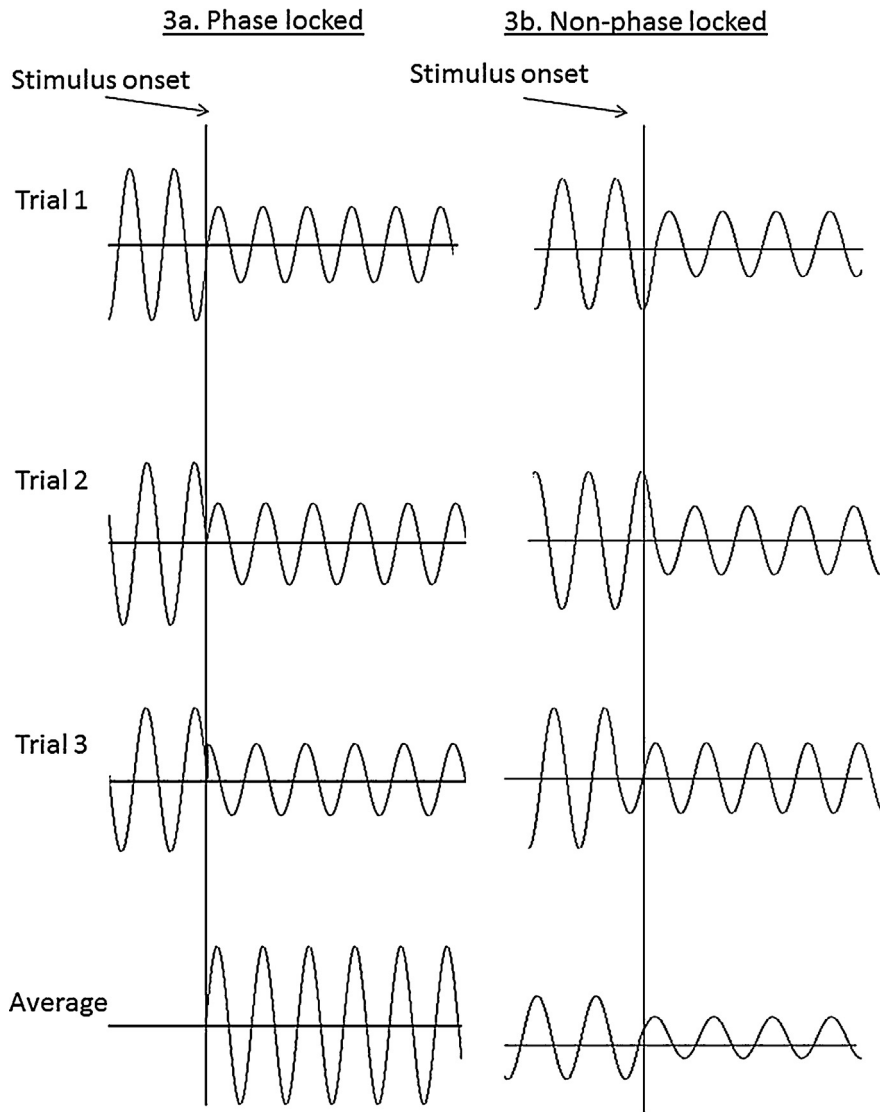 3a. Phase locked
3b. Non-phase locked
Stimulus onset
Stimulus onset
Trial 1
Trial 2
Trial 3
Average